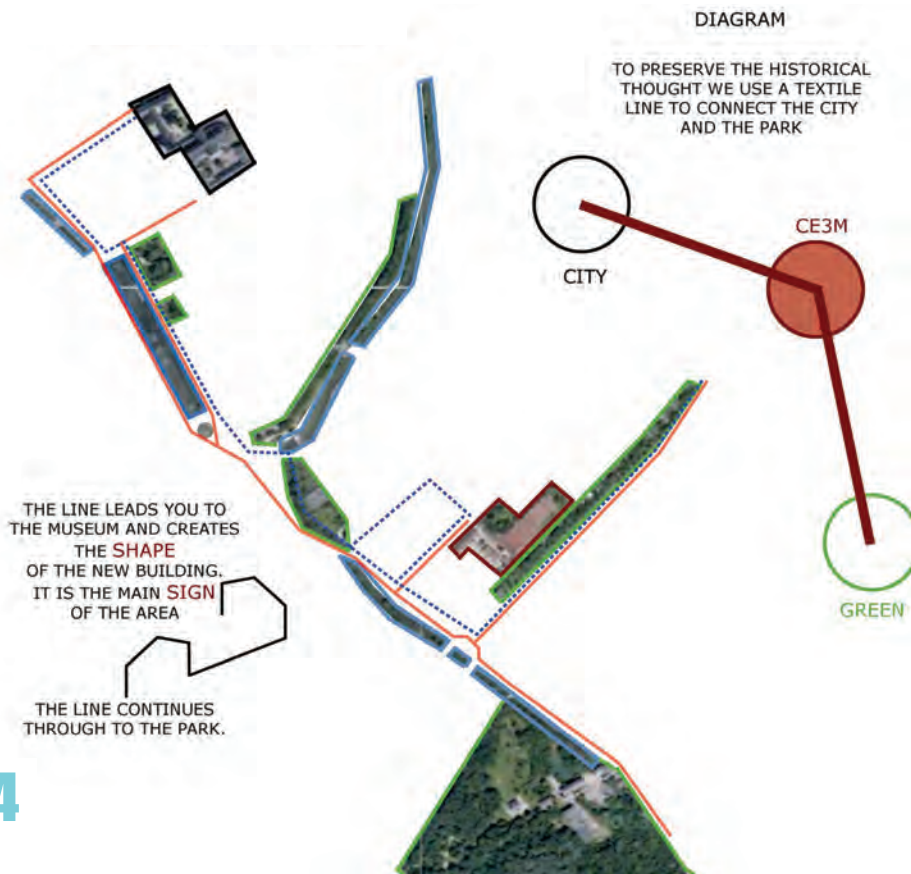 DIAGRAM
TO PRESERVE THE HISTORICAL
THOUGHT WE USE A TEXTILE
LINE TO CONNECT THE CITY
AND THE PARK
CE3M
CITY
GREEN
THE LINE LEADS YOU TO
THE MUSEUM AND CREATES
THE SHAPE
OF THE NEW BUILDING.
IT IS THE MAIN SIGN
OF THE AREA
THE LINE CONTINUES
THROUGH TO THE PARK.
4